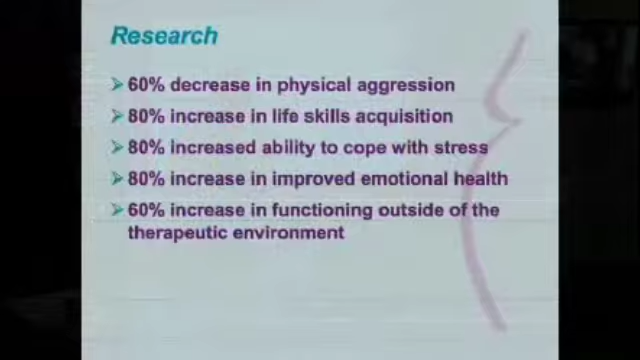 Research
➢ 60% decrease in physical aggression
➢ 80% increase in life skills acquisition
➢ 80% increased ability to cope with stress
➢ 80% increase in improved emotional health
➢ 60% increase in functioning outside of the
therapeutic environment